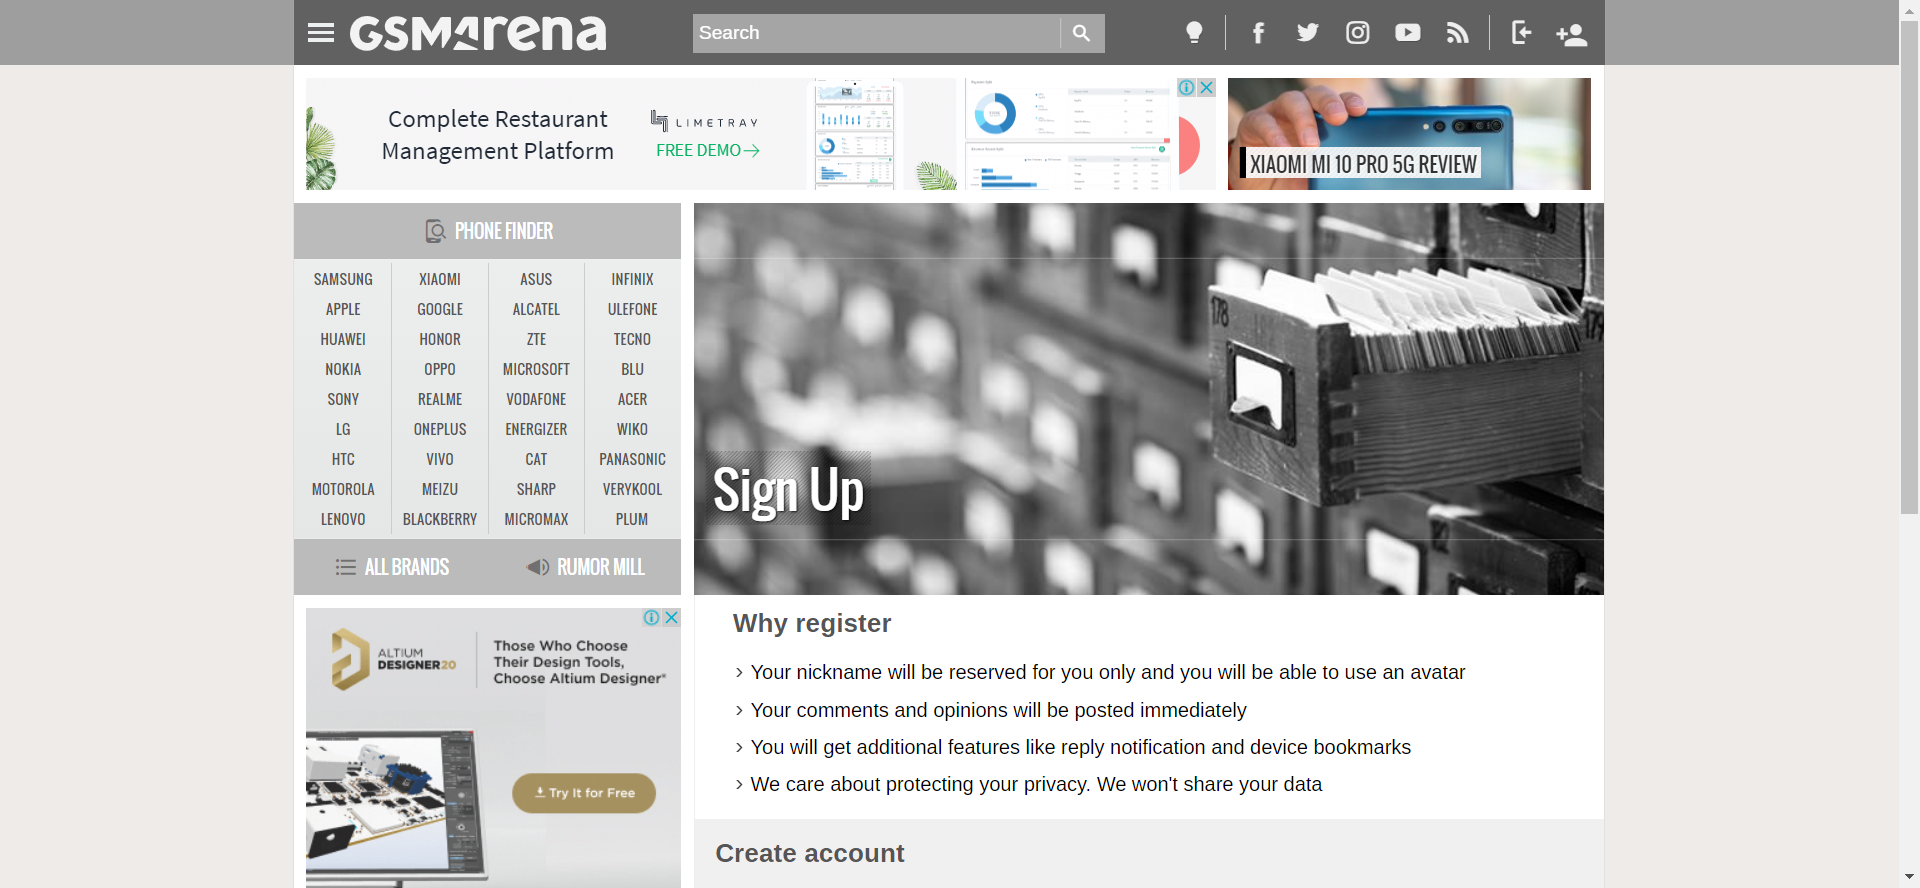 GSMArena
Search
Complete Restaurant
Management Platform
LIMETRAY
FREE DEMO
XIAOMI MI 10 PRO 5G REVIEW
PHONE FINDER
SAMSUNG XIAOMI ASUS INFINIX
APPLE GOOGLE ALCATEL ULEFONE
HUAWEI HONOR ZTE TECNO
NOKIA OPPO MICROSOFT BLU
SONY REALME VODAFONE ACER
LG ONEPLUS ENERGIZER WIKO
HTC VIVO CAT PANASONIC
MOTOROLA MEIZU SHARP VERYKOOL
LENOVO BLACKBERRY MICROMAX PLUM
ALL BRANDS RUMOR MILL
178
Sign Up
ALTIUM
DESIGNER20
Those Who Choose
Their Design Tools,
Choose Altium Designer®
Try It for Free
Why register
Your nickname will be reserved for you only and you will be able to use an avatar
Your comments and opinions will be posted immediately
You will get additional features like reply notification and device bookmarks
We care about protecting your privacy. We won't share your data
Create account